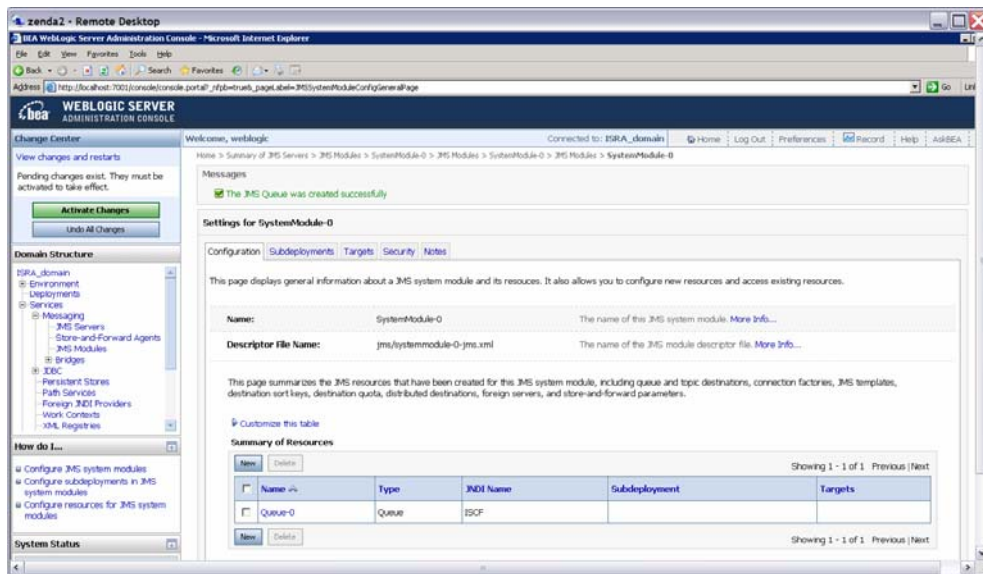 zenda2 - Remote Desktop
BEA WebLogic Server Administration Console - Microsoft Internet Explorer
File Edit View Favorites Tools Help
Back Search Favorites
Address http://localhost:7001/console/console.portal?_nfpb=true&_pageLabel=JMSSystemModuleConfigGeneralPage Go
bea WEBLOGIC SERVER
ADMINISTRATION CONSOLE
Change Center
View changes and restarts
Pending changes exist. They must be
activated to take effect.
Activate Changes
Undo All Changes
Domain Structure
ISRA_domain
Environment
Deployments
Services
Messaging
JMS Servers
Store-and-Forward Agents
JMS Modules
Bridges
JDBC
Persistent Stores
Path Services
Foreign JNDI Providers
Work Contexts
XML Registries
How do I...
Configure JMS system modules
Configure subdeployments in JMS
system modules
Configure resources for JMS system
modules
System Status
Welcome, weblogic
Connected to: ISRA_domain
Home Log Out Preferences Record Help AskBEA
Home > Summary of JMS Servers > JMS Modules > SystemModule-0 > JMS Modules > SystemModule-0 > JMS Modules > SystemModule-0
Messages
The JMS Queue was created successfully
Settings for SystemModule-0
Configuration Subdeployments Targets Security Notes
This page displays general information about a JMS system module and its resouces. It also allows you to configure new resources and access existing resources.
Name: SystemModule-0 The name of this JMS system module. More Info...
Descriptor File Name: jms/systemmodule-0-jms.xml The name of the JMS module descriptor file. More Info...
This page summarizes the JMS resources that have been created for this JMS system module, including queue and topic destinations, connection factories, JMS templates,
destination sort keys, destination quota, distributed destinations, foreign servers, and store-and-forward parameters.
Customize this table
Summary of Resources
New Delete Showing 1 - 1 of 1 Previous | Next
Name Type JNDI Name Subdeployment Targets
Queue-0 Queue ISCF
New Delete Showing 1 - 1 of 1 Previous | Next